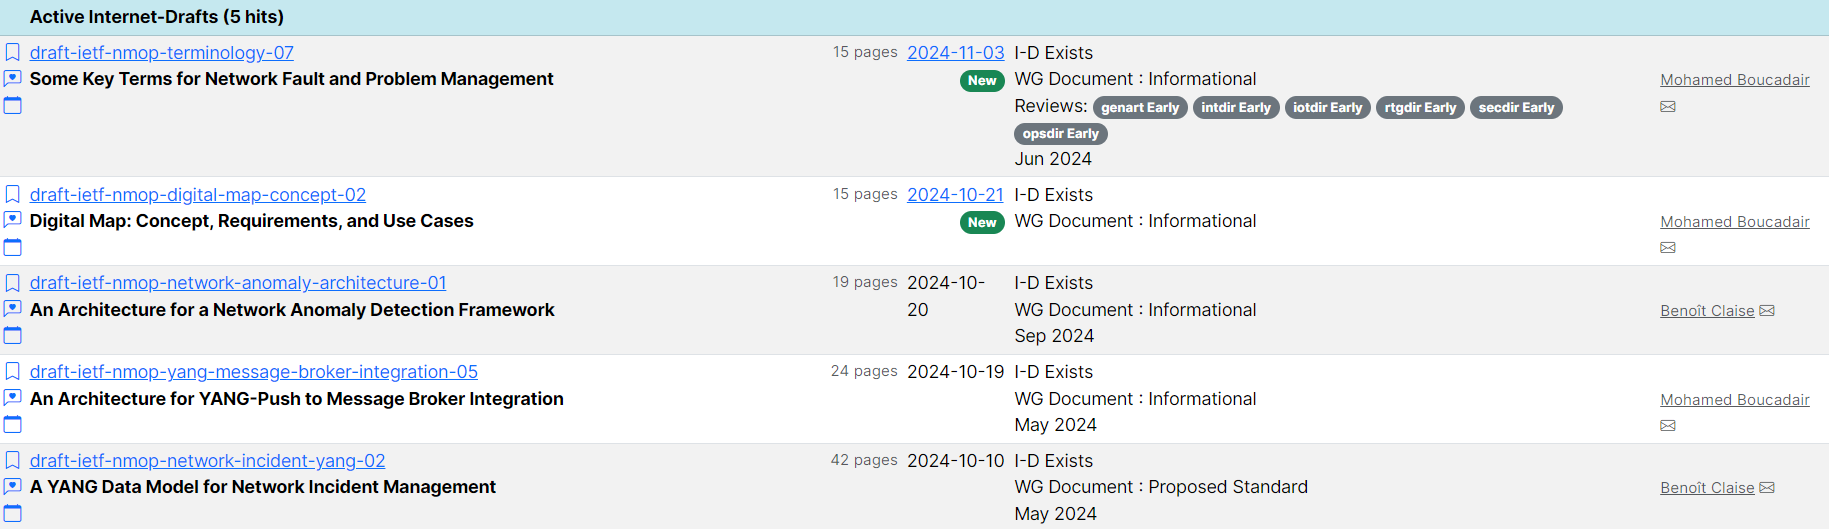 Active Internet-Drafts (5 hits)
draft-ietf-nmop-terminology-07 15 pages 2024-11-03 I-D Exists
Some Key Terms for Network Fault and Problem Management New WG Document : Informational Mohamed Boucadair
Reviews: genart Early intdir Early iotdir Early rtgdir Early secdir Early
opsdir Early
Jun 2024
draft-ietf-nmop-digital-map-concept-02 15 pages 2024-10-21 I-D Exists
Digital Map: Concept, Requirements, and Use Cases New WG Document : Informational Mohamed Boucadair
draft-ietf-nmop-network-anomaly-architecture-01 19 pages 2024-10- I-D Exists
An Architecture for a Network Anomaly Detection Framework 20 WG Document : Informational Benoît Claise
Sep 2024
draft-ietf-nmop-yang-message-broker-integration-05 24 pages 2024-10-19 I-D Exists
An Architecture for YANG-Push to Message Broker Integration WG Document : Informational Mohamed Boucadair
May 2024
draft-ietf-nmop-network-incident-yang-02 42 pages 2024-10-10 I-D Exists
A YANG Data Model for Network Incident Management WG Document : Proposed Standard Benoît Claise
May 2024